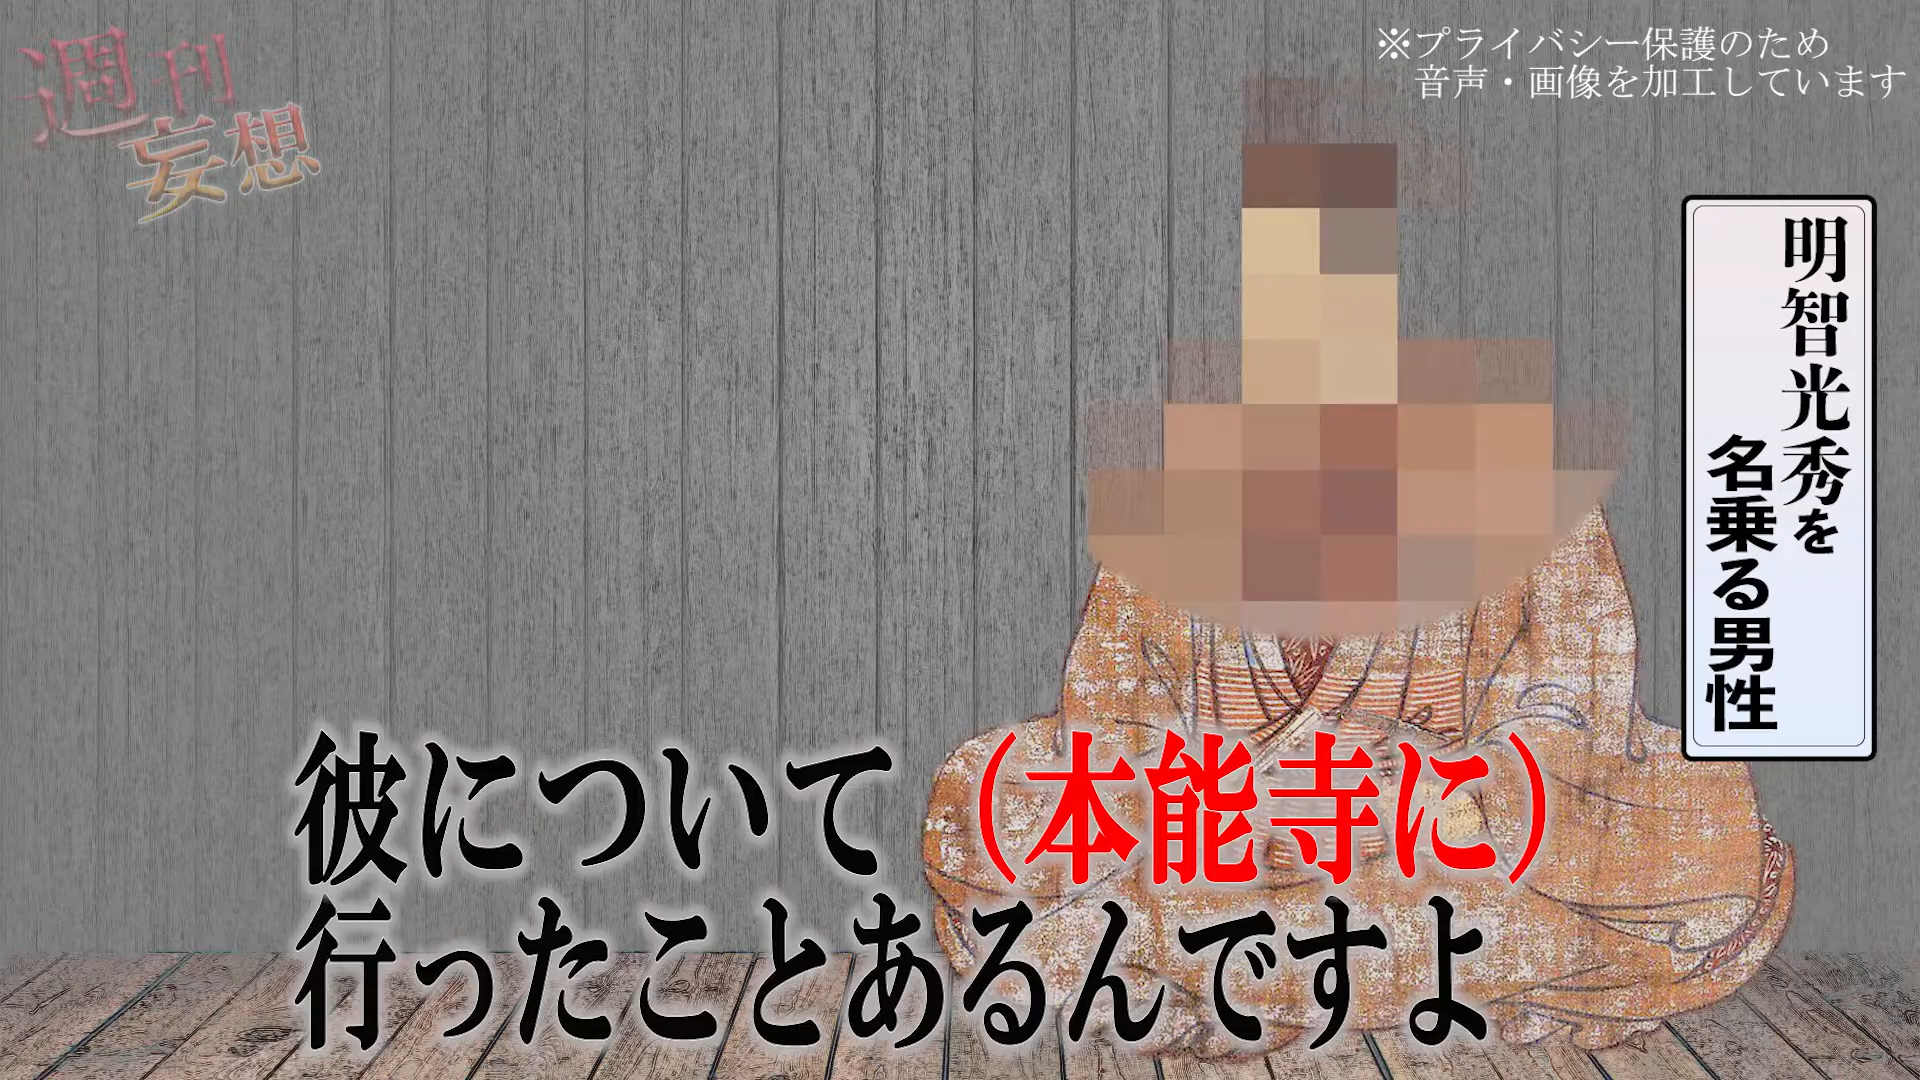 週刊
妄想
※プライバシー保護のため
音声・画像を加工しています
明智光秀を
名乗る男性
彼について（本能寺に）
行ったことあるんですよ